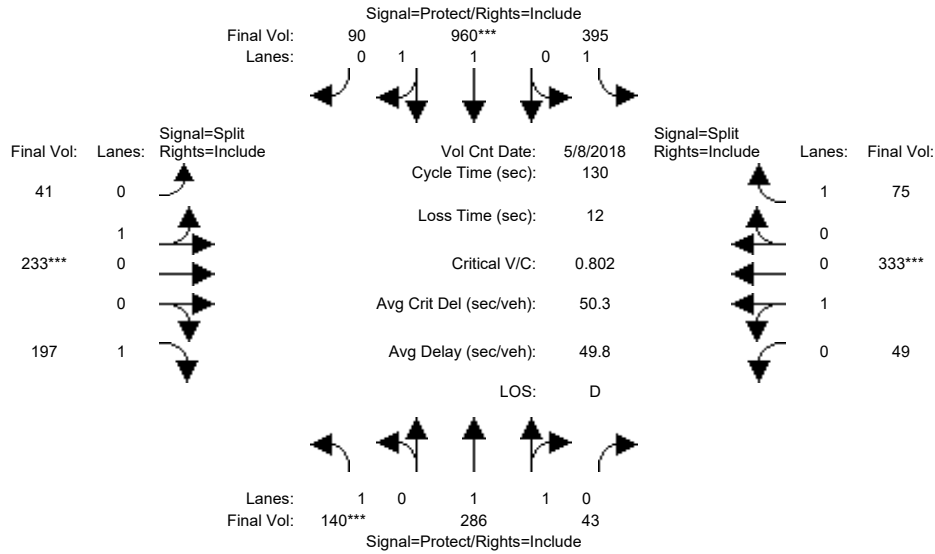 Signal=Protect/Rights=Include
Final Vol: 90 960*** 395
Lanes: 0 1 1 0 1
Signal=Split
Final Vol: Lanes: Rights=Include
Vol Cnt Date: 5/8/2018
Signal=Split
Rights=Include Lanes: Final Vol:
Cycle Time (sec): 130
41 0
1 75
Loss Time (sec): 12
1
0
233*** 0
Critical V/C: 0.802
0 333***
0
Avg Crit Del (sec/veh): 50.3
1
197 1
Avg Delay (sec/veh): 49.8
0 49
LOS: D
Lanes: 1 0 1 1 0
Final Vol: 140*** 286 43
Signal=Protect/Rights=Include